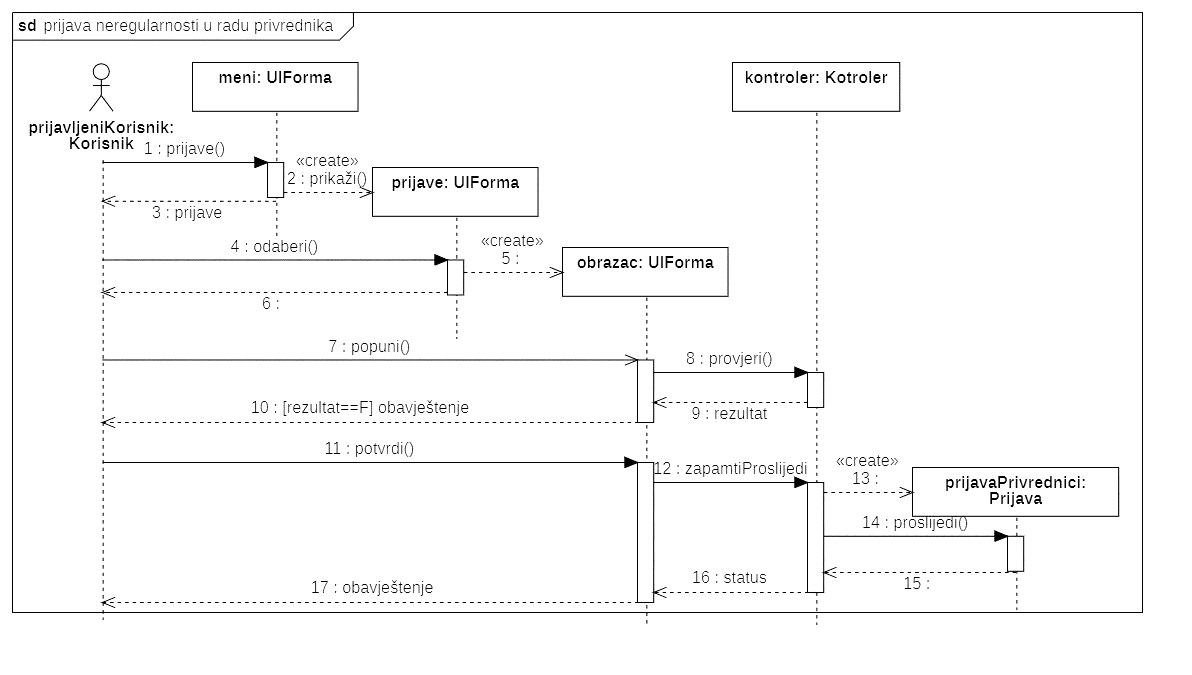 sd prijava neregularnosti u radu privrednika
meni: UIForma
kontroler: Kotroler
prijavljeniKorisnik:
Korisnik
1 : prijave()
«create»
2 : prikaži()
prijave: UIForma
3 : prijave
4 : odaberi()
«create»
5 :
obrazac: UIForma
6 :
7 : popuni()
8 : provjeri()
9 : rezultat
10 : [rezultat==F] obavještenje
11 : potvrdi()
12 : zapamtiProslijedi
«create»
13 :
prijavaPrivrednici:
Prijava
14 : proslijedi()
15 :
16 : status
17 : obavještenje